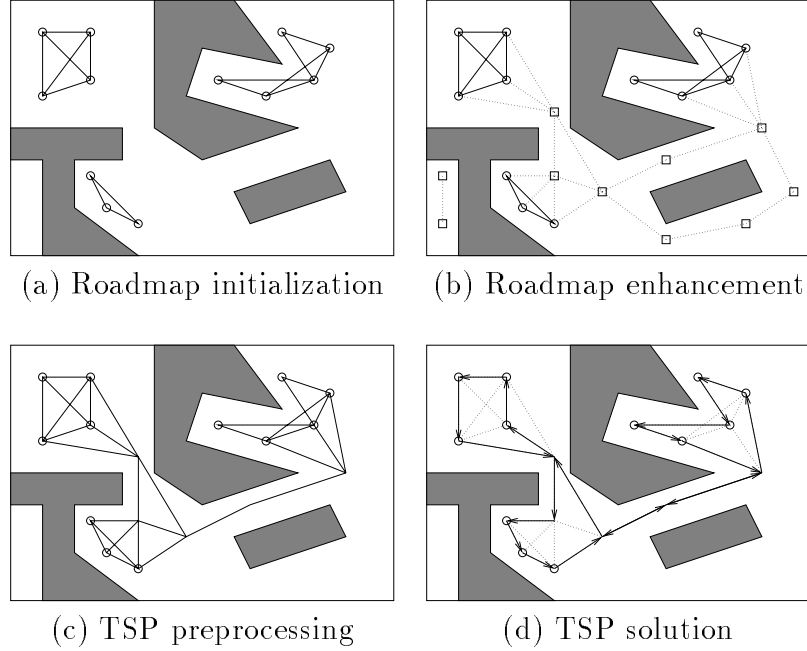 (a) Roadmap initialization
(b) Roadmap enhancement
(c) TSP preprocessing
(d) TSP solution